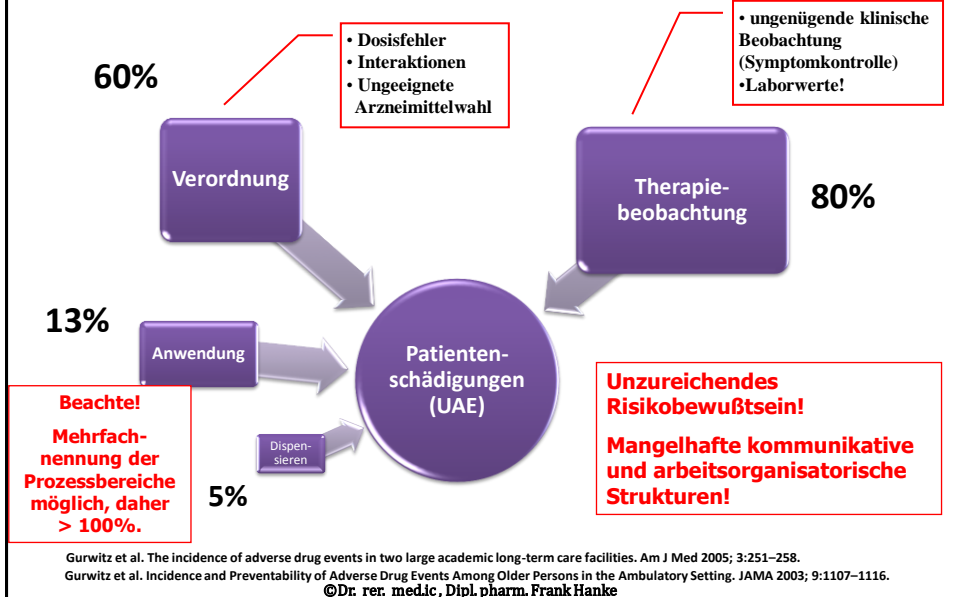 60%
• Dosisfehler
• Interaktionen
• Ungeeignete
Arzneimittelwahl
• ungenügende klinische
Beobachtung
(Symptomkontrolle)
•Laborwerte!
Verordnung
Therapie-
beobachtung
80%
13%
Anwendung
Patienten-
schädigungen
(UAE)
Beachte!
Mehrfach-
nennung der
Prozessbereiche
möglich, daher
> 100%.
Dispen-
sieren
5%
Unzureichendes
Risikobewußtsein!
Mangelhafte kommunikative
und arbeitsorganisatorische
Strukturen!
Gurwitz et al. The incidence of adverse drug events in two large academic long-term care facilities. Am J Med 2005; 3:251–258.
Gurwitz et al. Incidence and Preventability of Adverse Drug Events Among Older Persons in the Ambulatory Setting. JAMA 2003; 9:1107–1116.
©Dr. rer. med.ic , Dipl. pharm. Frank Hanke